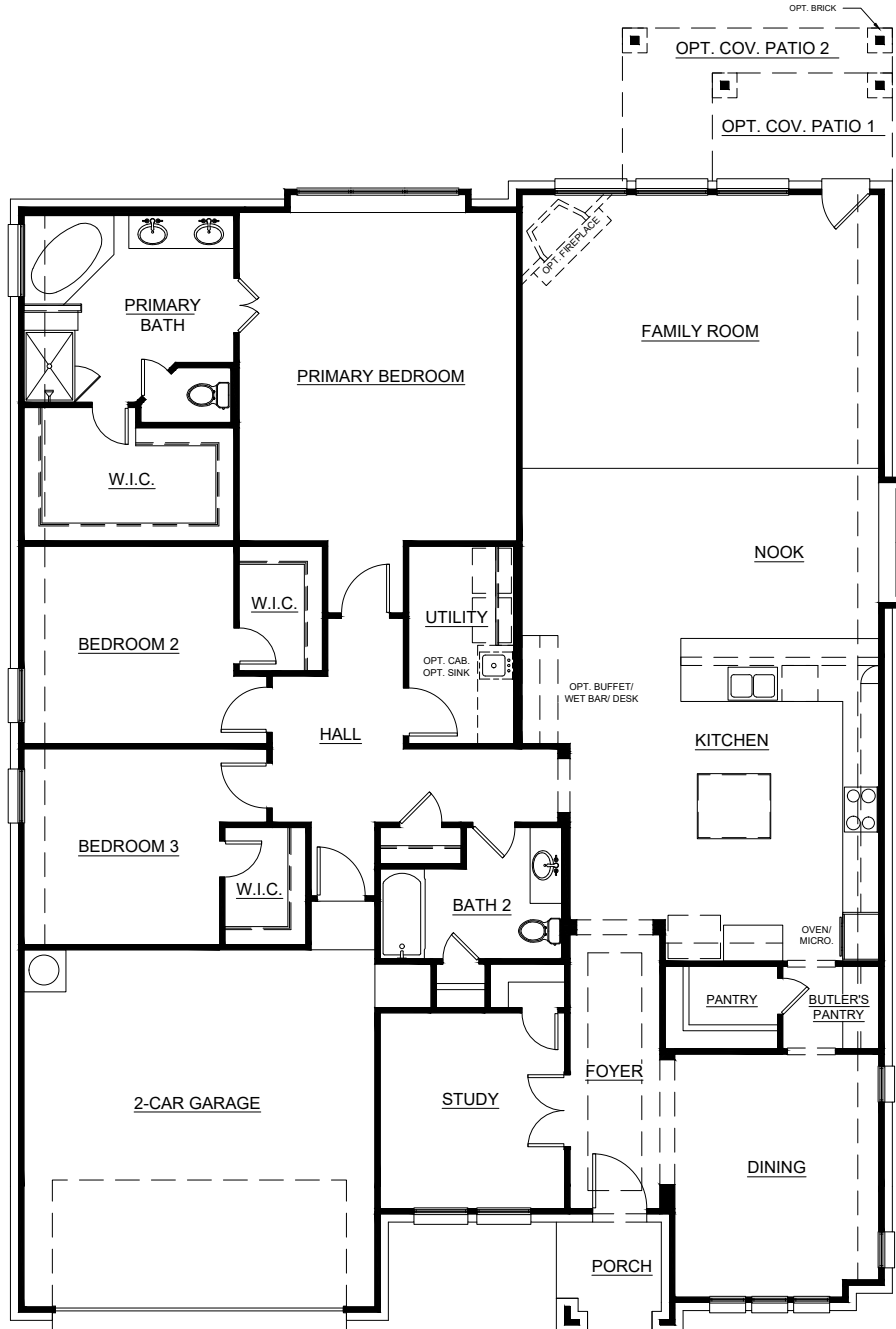 OPT. BRICK
OPT. COV. PATIO 2
OPT. COV. PATIO 1
OPT. FIREPLACE
PRIMARY
BATH
FAMILY ROOM
PRIMARY BEDROOM
W.I.C.
NOOK
W.I.C.
UTILITY
BEDROOM 2
OPT. CAB.
OPT. SINK
OPT. BUFFET/
WET BAR/ DESK
HALL
KITCHEN
BEDROOM 3
W.I.C.
BATH 2
OVEN/
MICRO.
PANTRY
BUTLER'S
PANTRY
FOYER
STUDY
2-CAR GARAGE
DINING
PORCH